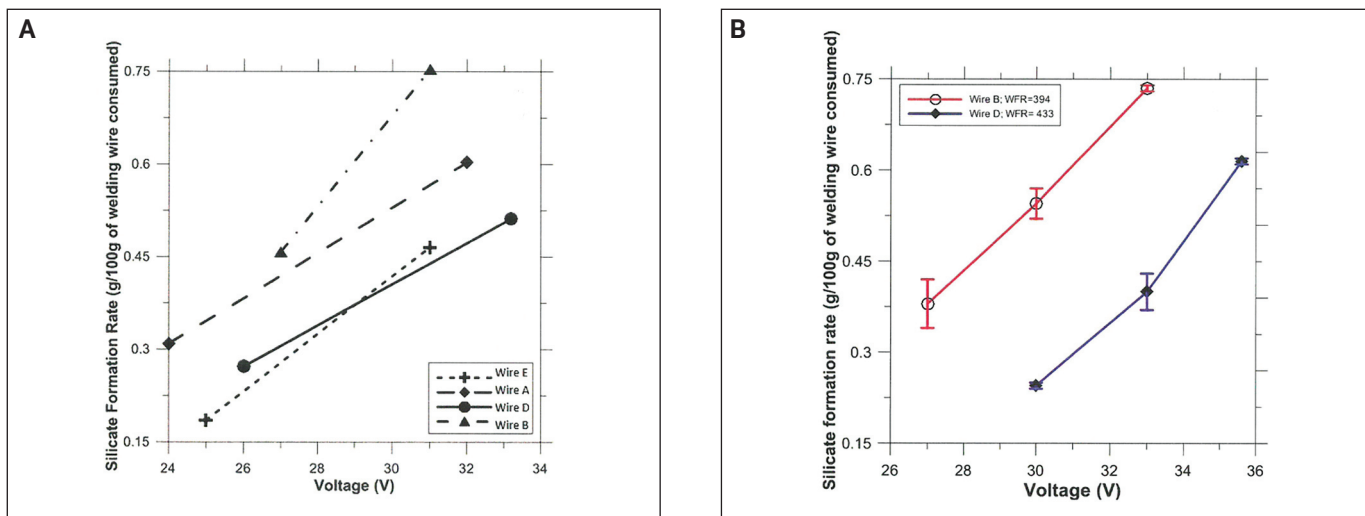 A
Silicate Formation Rate (g/100g of welding wire consumed)
0.75
0.6
0.45
0.3
0.15
24 26 28 30 32 34
Voltage (V)
Wire E
Wire A
Wire D
Wire B
B
Silicate formation rate (g/100g of welding wire consumed)
0.75
0.6
0.45
0.3
0.15
26 28 30 32 34 36
Voltage (V)
Wire B; WFR=394
Wire D; WFR= 433